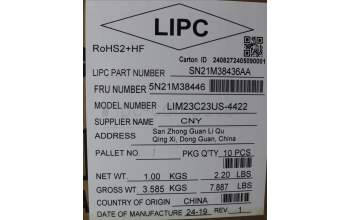 LIPC
RoHS2+HF
Carton ID 2408272405090001
LIPC PART NUMBER SN21M38436AA
FRU NUMBER 5N21M38446
MODEL NUMBER LIM23C23US-4422
SUPPLIER NAME CNY
ADDRESS San Zhong Guan Li Qu
Qing Xi, Dong Guan, China
PALLET PKG Q'TY 10 PCS
NET WT. 1.00 KGS 2.20 LBS
GROSS WT 3.585 KGS 7.887 LBS
COUNTRY OF ORIGIN CHINA
DATE OF MANUFACTURE 24-19 REV 1